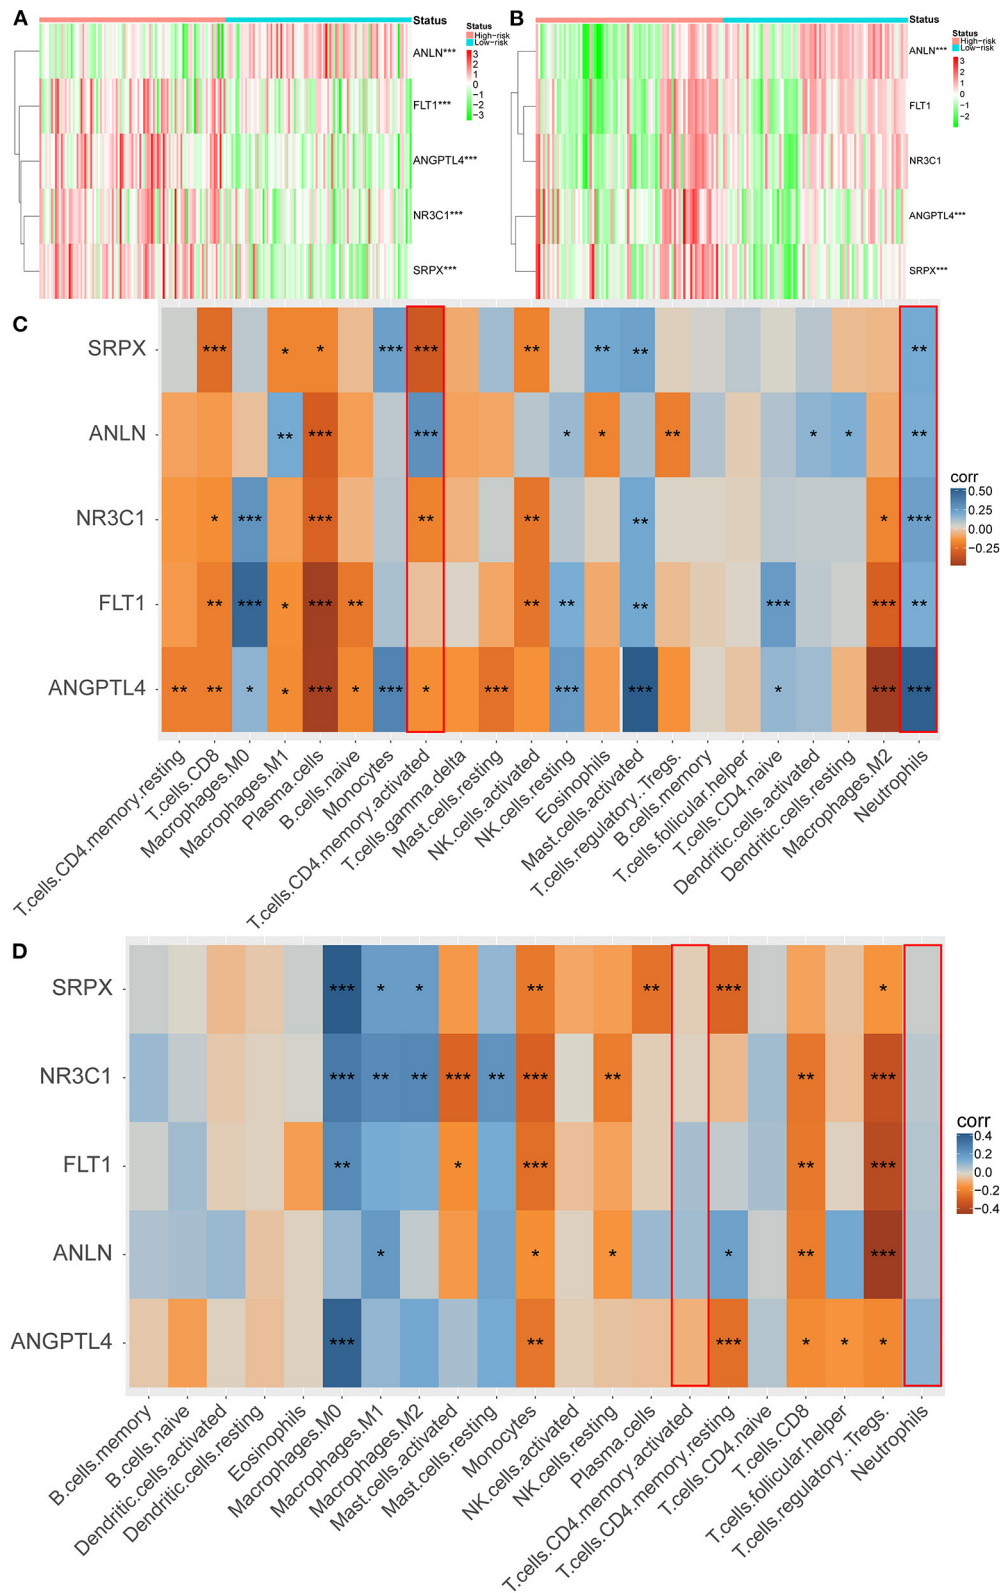 A
Status
Status
High-risk
Low-risk
3
2
1
0
−1
−2
−3
ANLN***
FLT1***
ANGPTL4***
NR3C1***
SRPX***
B
Status
Status
High-risk
Low-risk
3
2
1
0
−1
−2
ANLN***
FLT1
NR3C1
ANGPTL4***
SRPX***
C
SRPX *** * * *** *** ** ** ** **
ANLN ** *** *** * * ** * * **
NR3C1 * *** *** ** ** ** * ***
FLT1 ** *** * *** ** ** ** ** *** *** **
ANGPTL4 ** ** * * *** * *** * *** *** *** * *** ***
corr
0.50
0.25
0.00
−0.25
T.cells.CD4.memory.resting
T.cells.CD8
Macrophages.M0
Macrophages.M1
Plasma.cells
B.cells.naive
Monocytes
T.cells.CD4.memory.activated
T.cells.gamma.delta
Mast.cells.resting
NK.cells.activated
NK.cells.resting
Eosinophils
Mast.cells.activated
T.cells.regulatory..Tregs.
B.cells.memory
T.cells.follicular.helper
T.cells.CD4.naive
Dendritic.cells.activated
Dendritic.cells.resting
Macrophages.M2
Neutrophils
D
SRPX *** * * ** ** *** *
NR3C1 *** ** ** *** ** *** ** ** ***
FLT1 ** * *** ** ***
ANLN * * * * ** ***
ANGPTL4 *** ** *** * * *
corr
0.4
0.2
0.0
−0.2
−0.4
B.cells.memory
B.cells.naive
Dendritic.cells.activated
Dendritic.cells.resting
Eosinophils
Macrophages.M0
Macrophages.M1
Macrophages.M2
Mast.cells.activated
Mast.cells.resting
Monocytes
NK.cells.activated
NK.cells.resting
Plasma.cells
T.cells.CD4.memory.activated
T.cells.CD4.memory.resting
T.cells.CD4.naive
T.cells.CD8
T.cells.follicular.helper
T.cells.regulatory..Tregs.
Neutrophils